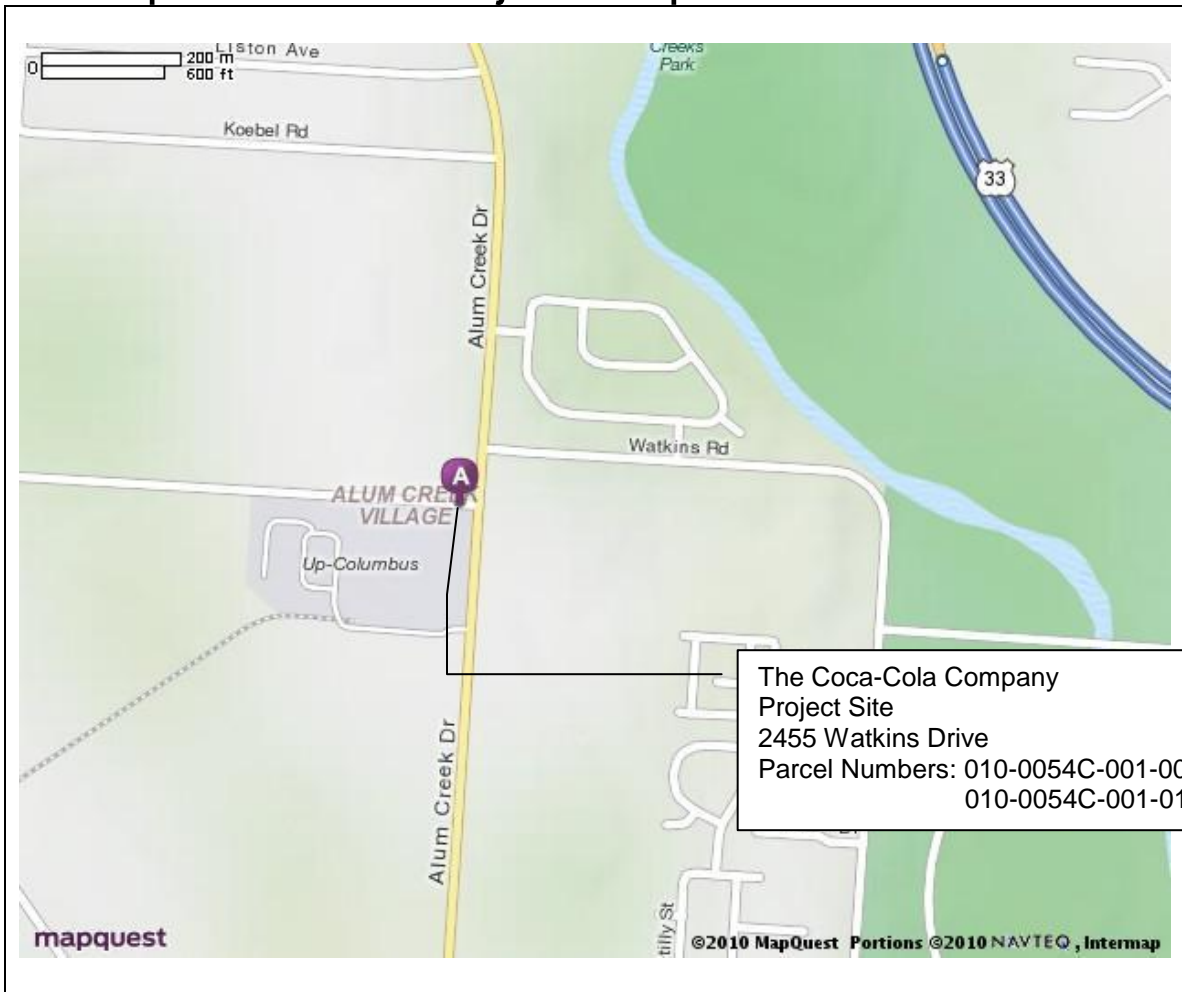 Liston Ave
0
200 m
600 ft
Creeks
Park
Koebel Rd
33
Alum Creek Dr
Watkins Rd
A
ALUM CREEK
VILLAGE
Up-Columbus
The Coca-Cola Company
Project Site
2455 Watkins Drive
Parcel Numbers: 010-0054C-001-00
010-0054C-001-01
Alum Creek Dr
mapquest
©2010 MapQuest Portions ©2010 NAVTEQ, Intermap